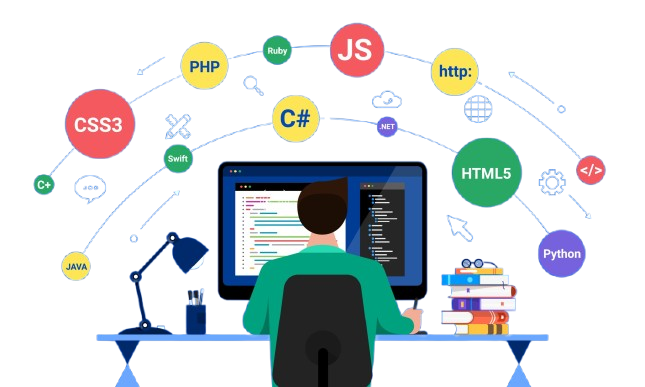 JS
PHP
Ruby
http:
CSS3
C#
.NET
Swift
HTML5
</>
C+
Python
JAVA